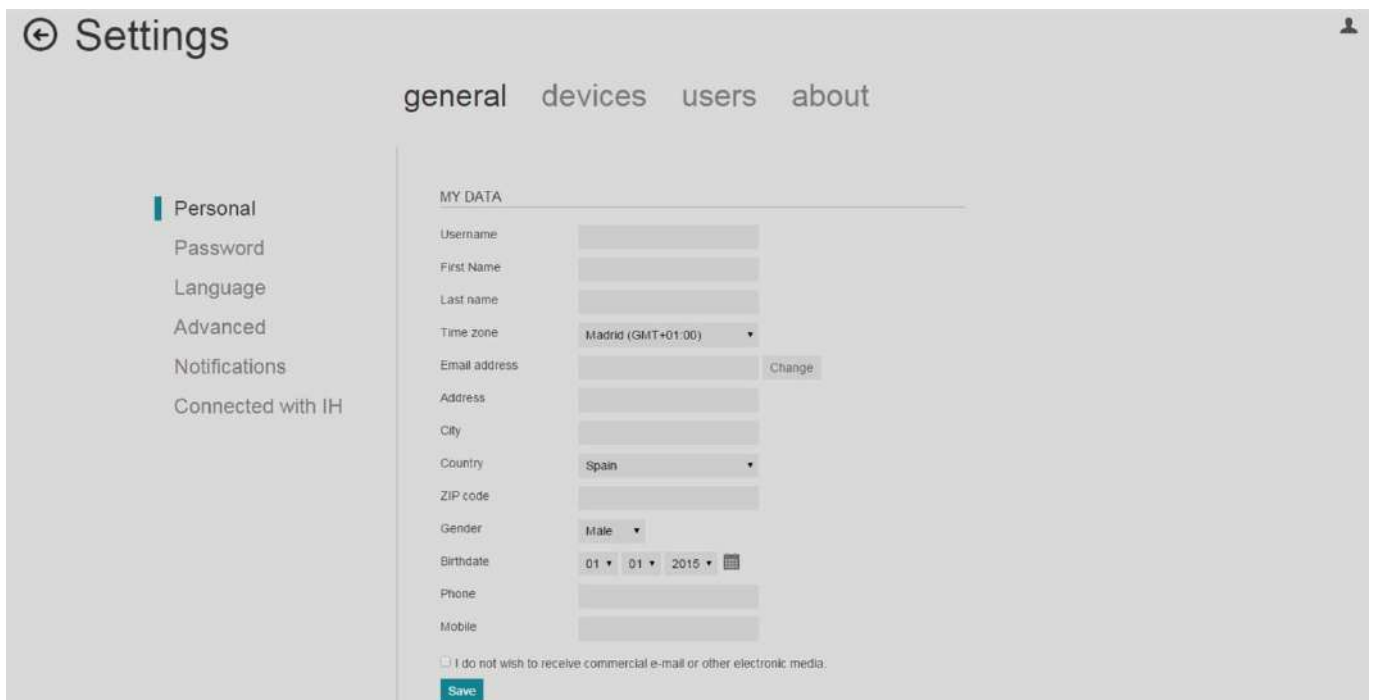 Settings
general devices users about
Personal
Password
Language
Advanced
Notifications
Connected with IH
MY DATA
Username
First Name
Last name
Time zone Madrid (GMT+01:00)
Email address Change
Address
City
Country Spain
ZIP code
Gender Male
Birthdate 01 01 2015
Phone
Mobile
I do not wish to receive commercial e-mail or other electronic media.
Save